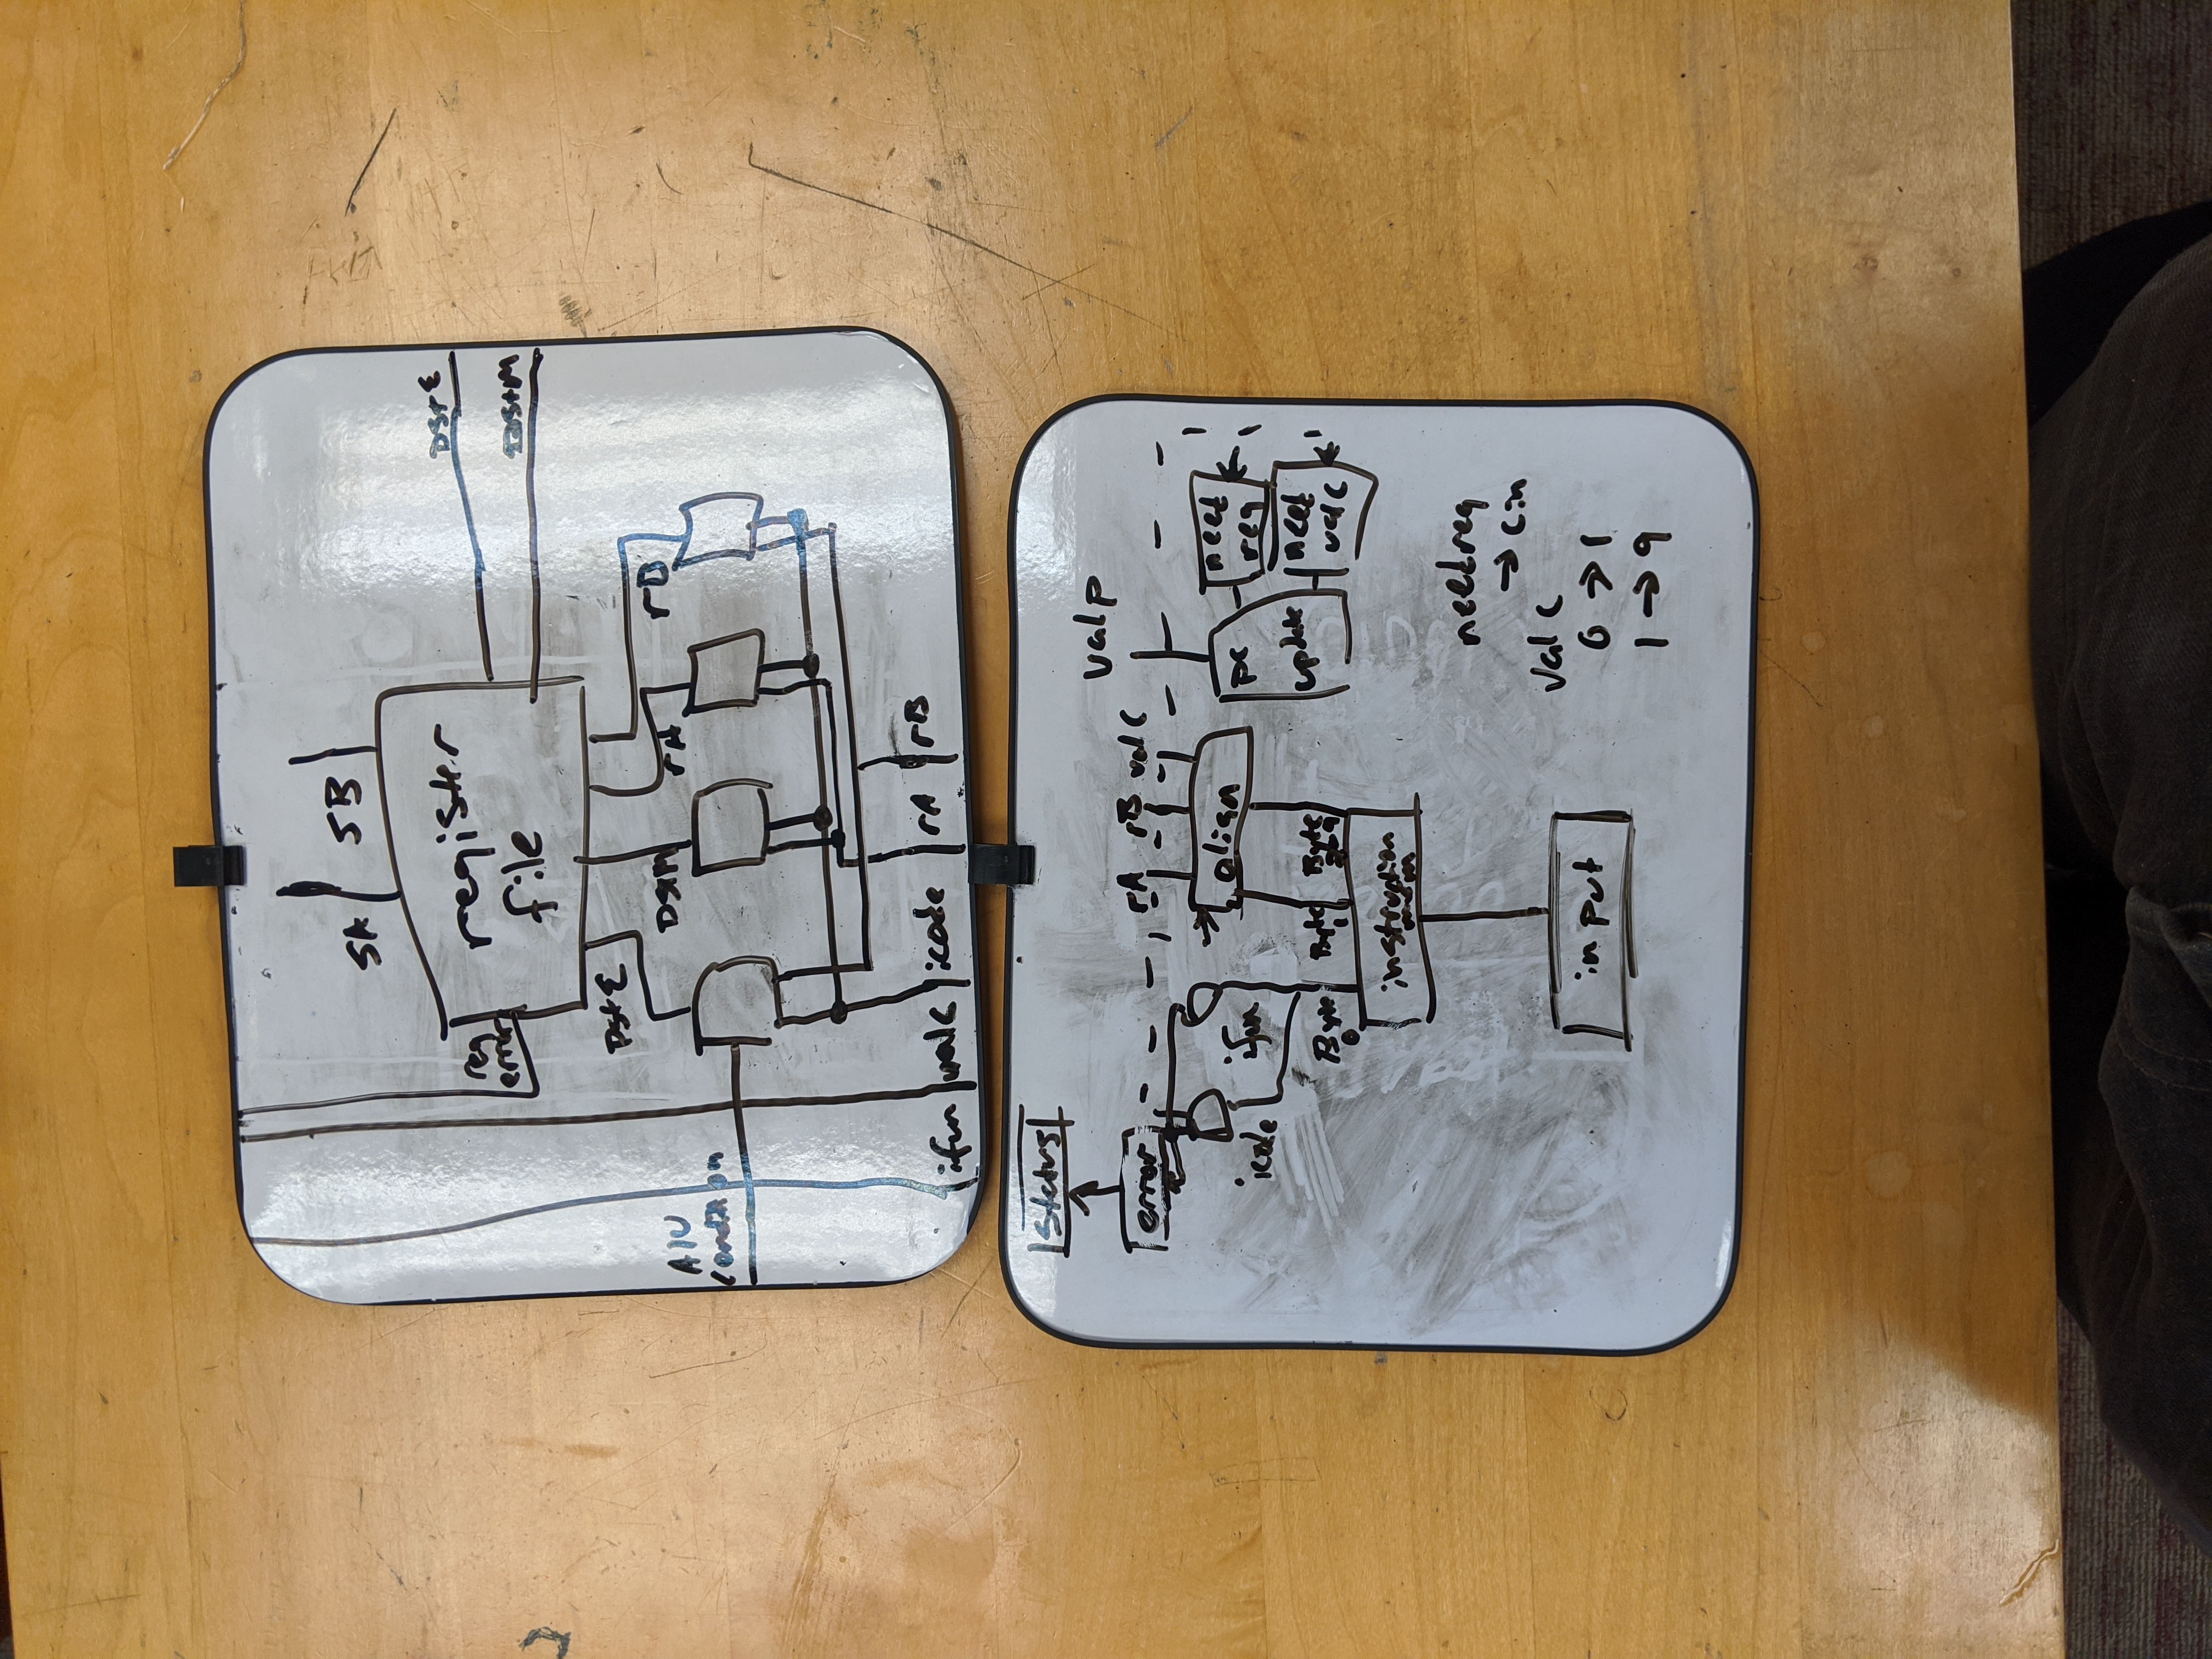 SA
SB
register
file
reg
error
DstE
DstM
DstE
DstM
rA
rB
AlU
condition
ifun
valC
icode
rA
rB
status
error
valp
rA
rB
valC
icode
ifun
align
pc
update
need
reg
need
valC
Byte
0
Byte
1
Byte
2-9
instruction
mem
input
needreg
→ Cin
valC
0 → 1
1 → 9